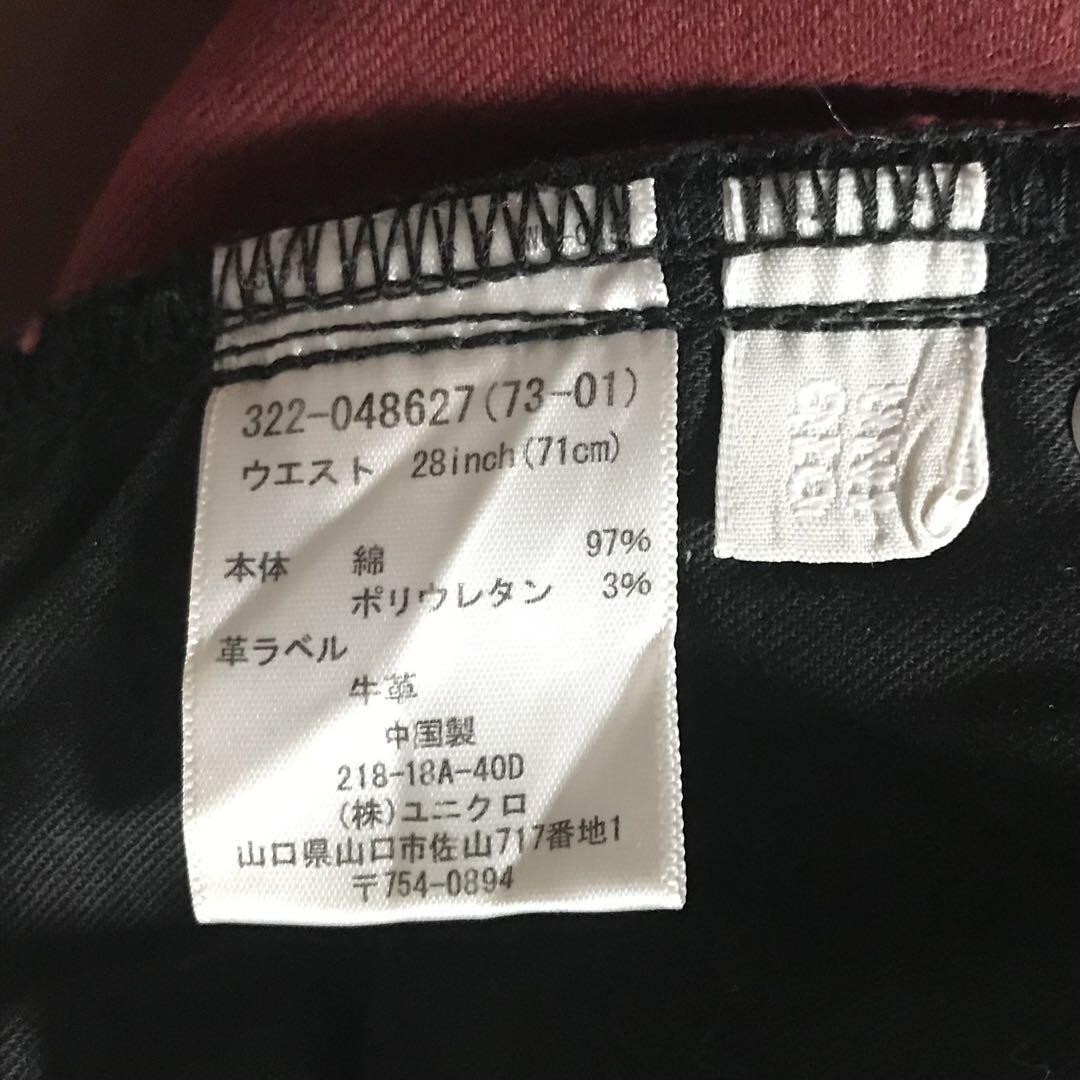 322-048627(73-01)
ウエスト 28inch(71cm)
本体 綿 97%
ポリウレタン 3%
革ラベル
牛革
中国製
218-18A-40D
(株)ユニクロ
山口県山口市佐山717番地1
〒754-0894